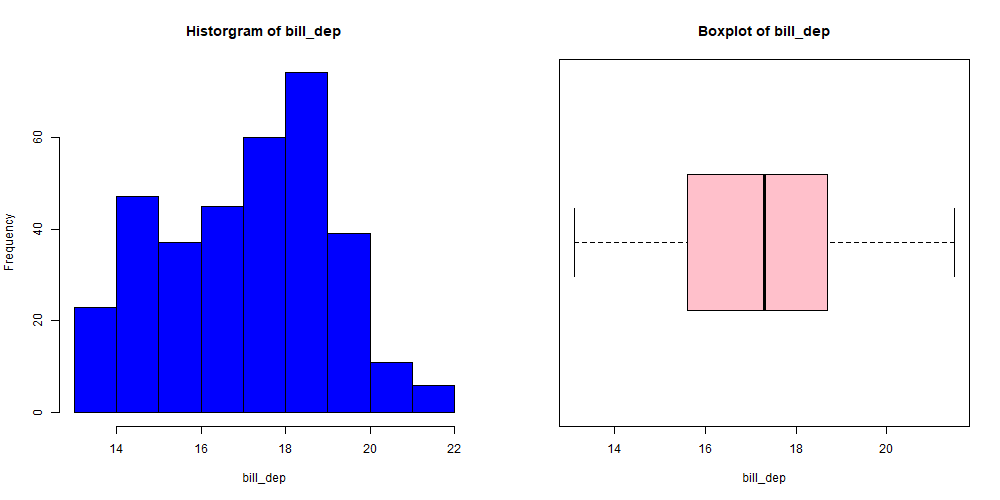 Historgram of bill_dep
Frequency
0
20
40
60
14
16
18
20
22
bill_dep
Boxplot of bill_dep
14
16
18
20
bill_dep